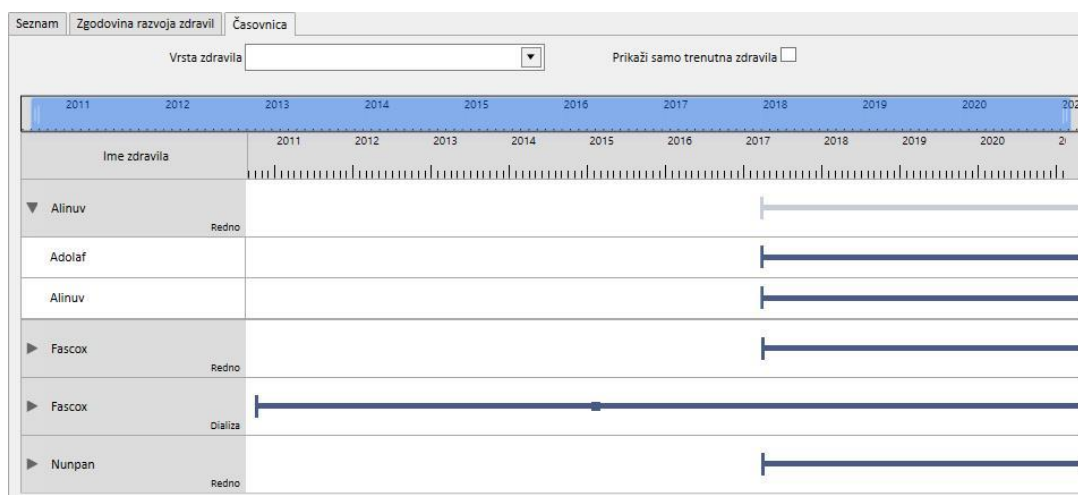 Seznam Zgodovina razvoja zdravil Časovnica
Vrsta zdravila Prikaži samo trenutna zdravila
2011 2012 2013 2014 2015 2016 2017 2018 2019 2020 202
Ime zdravila 2011 2012 2013 2014 2015 2016 2017 2018 2019 2020 2
Alinuv
Redno
Adolaf
Alinuv
Fascox
Redno
Fascox
Dializa
Nunpan
Redno